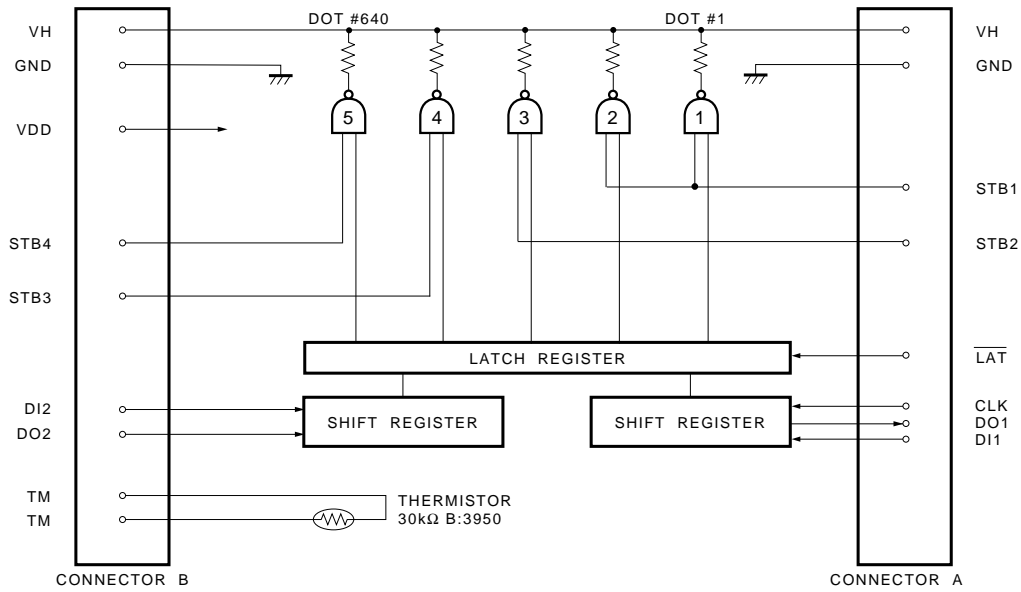 DOT #640
DOT #1
VH
VH
GND
GND
5
4
3
2
1
VDD
STB1
STB4
STB2
STB3
LATCH REGISTER
LAT
DI2
CLK
SHIFT REGISTER
SHIFT REGISTER
DO1
DO2
DI1
TM
THERMISTOR
TM
30kΩ B:3950
CONNECTOR B
CONNECTOR A